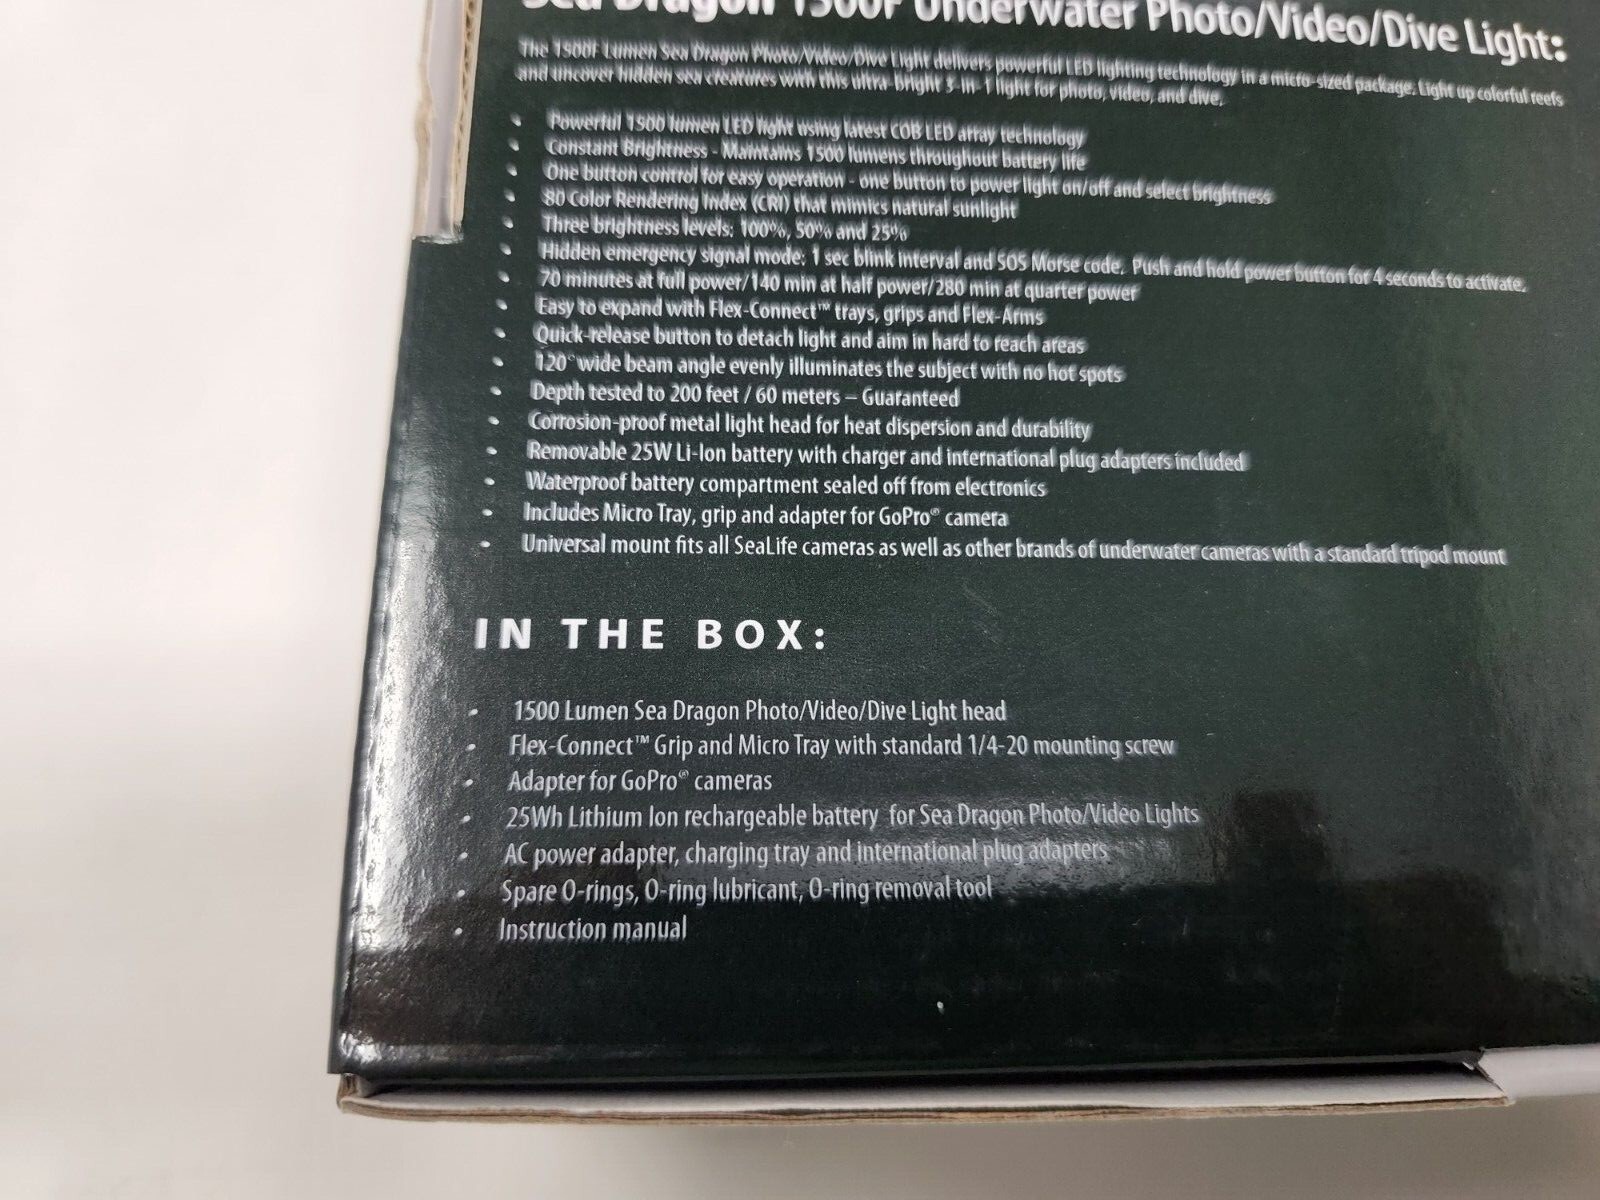 Sea Dragon 1500F Underwater Photo/Video/Dive Light:
The 1500F Lumen Sea Dragon Photo/Video/Dive Light delivers powerful LED lighting technology in a micro-sized package. Light up colorful reefs
and uncover hidden sea creatures with this ultra-bright 3-in-1 light for photo, video, and dive.
• Powerful 1500 lumen LED light using latest COB LED array technology
• Constant Brightness - Maintains 1500 lumens throughout battery life
• One button control for easy operation - one button to power light on/off and select brightness
• 80 Color Rendering Index (CRI) that mimics natural sunlight
• Three brightness levels: 100%, 50% and 25%
• Hidden emergency signal mode: 1 sec blink interval and SOS Morse code. Push and hold power button for 4 seconds to activate.
• 70 minutes at full power/140 min at half power/280 min at quarter power
• Easy to expand with Flex-Connect™ trays, grips and Flex-Arms
• Quick-release button to detach light and aim in hard to reach areas
• 120° wide beam angle evenly illuminates the subject with no hot spots
• Depth tested to 200 feet / 60 meters – Guaranteed
• Corrosion-proof metal light head for heat dispersion and durability
• Removable 25W Li-Ion battery with charger and international plug adapters included
• Waterproof battery compartment sealed off from electronics
• Includes Micro Tray, grip and adapter for GoPro® camera
• Universal mount fits all SeaLife cameras as well as other brands of underwater cameras with a standard tripod mount
IN THE BOX:
• 1500 Lumen Sea Dragon Photo/Video/Dive Light head
• Flex-Connect™ Grip and Micro Tray with standard 1/4-20 mounting screw
• Adapter for GoPro® cameras
• 25Wh Lithium Ion rechargeable battery for Sea Dragon Photo/Video Lights
• AC power adapter, charging tray and international plug adapters
• Spare O-rings, O-ring lubricant, O-ring removal tool
• Instruction manual